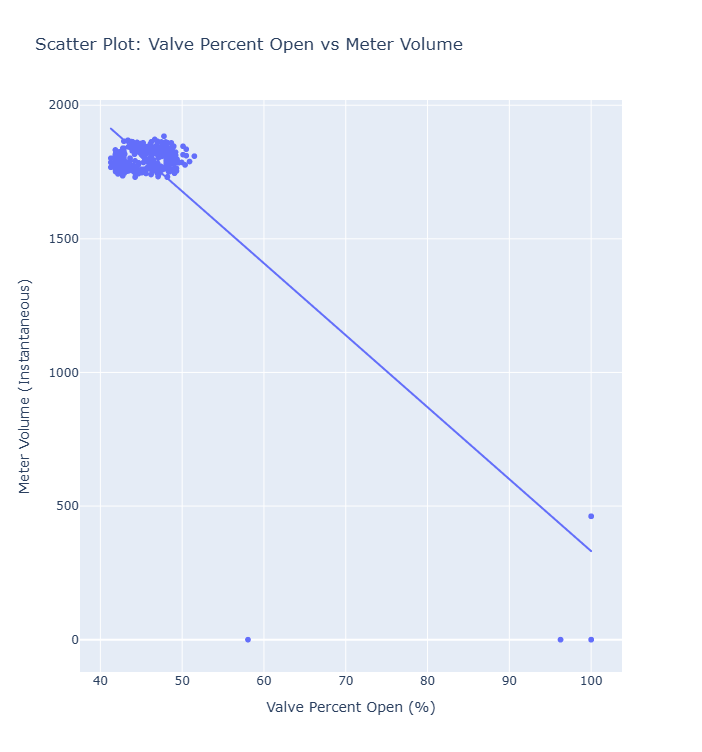 Scatter Plot: Valve Percent Open vs Meter Volume
2000
1500
1000
500
0
Meter Volume (Instantaneous)
40 50 60 70 80 90 100
Valve Percent Open (%)